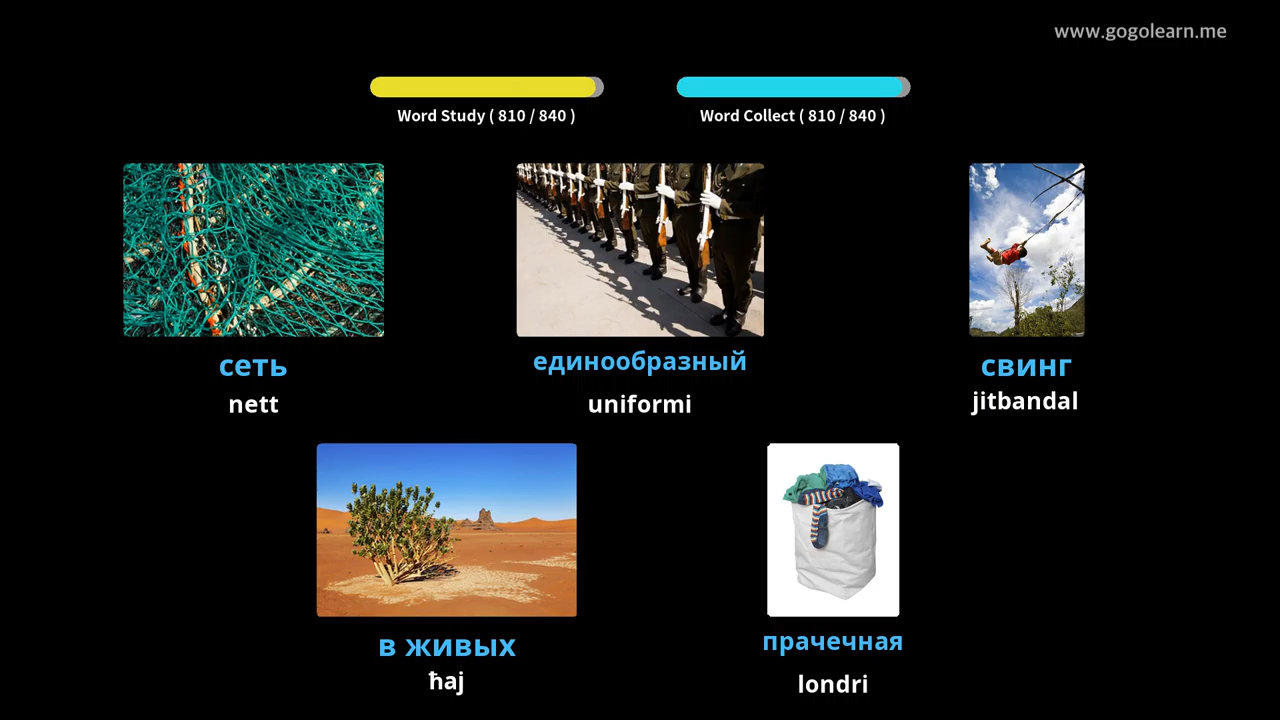 www.gogolearn.me
Word Study ( 810 / 840 )
Word Collect ( 810 / 840 )
сеть
nett
единообразный
uniformi
свинг
jitbandal
в живых
ħaj
прачечная
londri